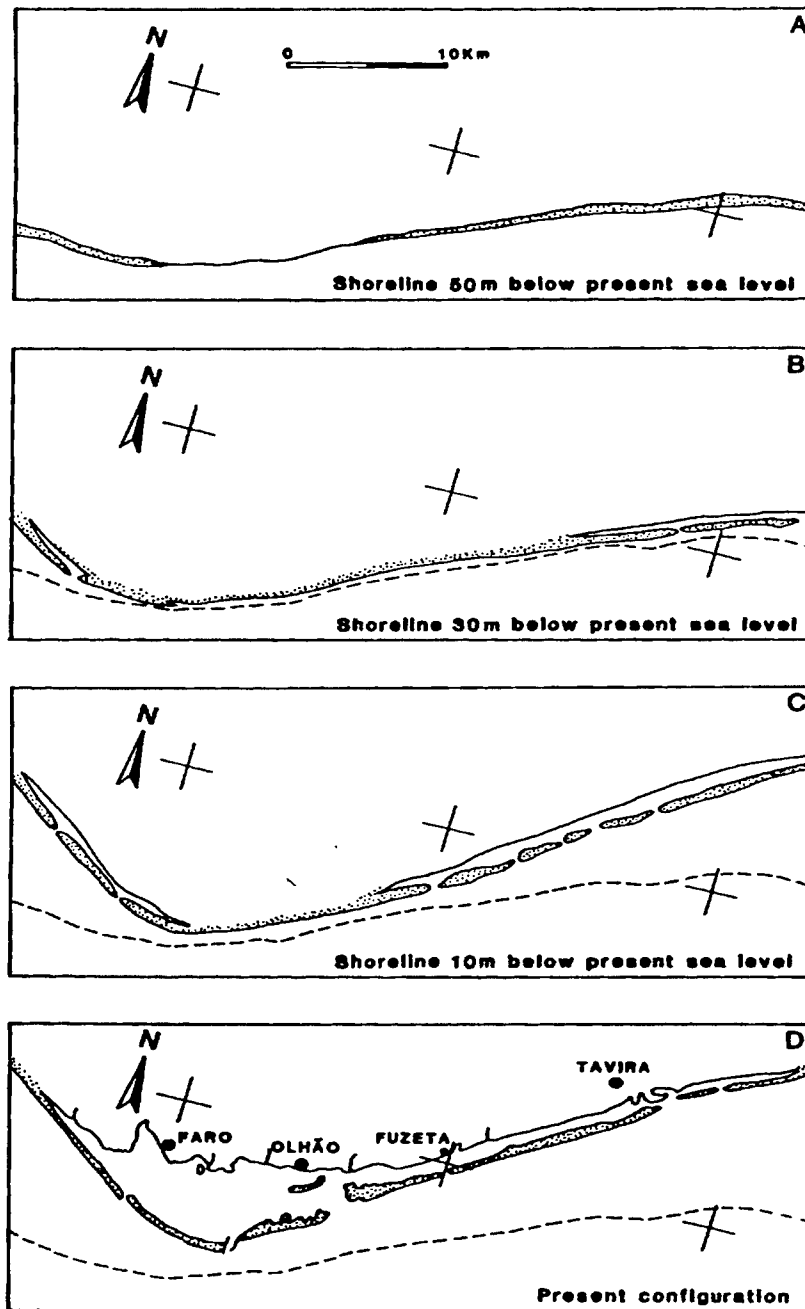 A
N
0 10Km
Shoreline 50m below present sea level
B
N
Shoreline 30m below present sea level
C
N
Shoreline 10m below present sea level
D
N
TAVIRA
FARO
OLHÃO
FUZETA
Present configuration